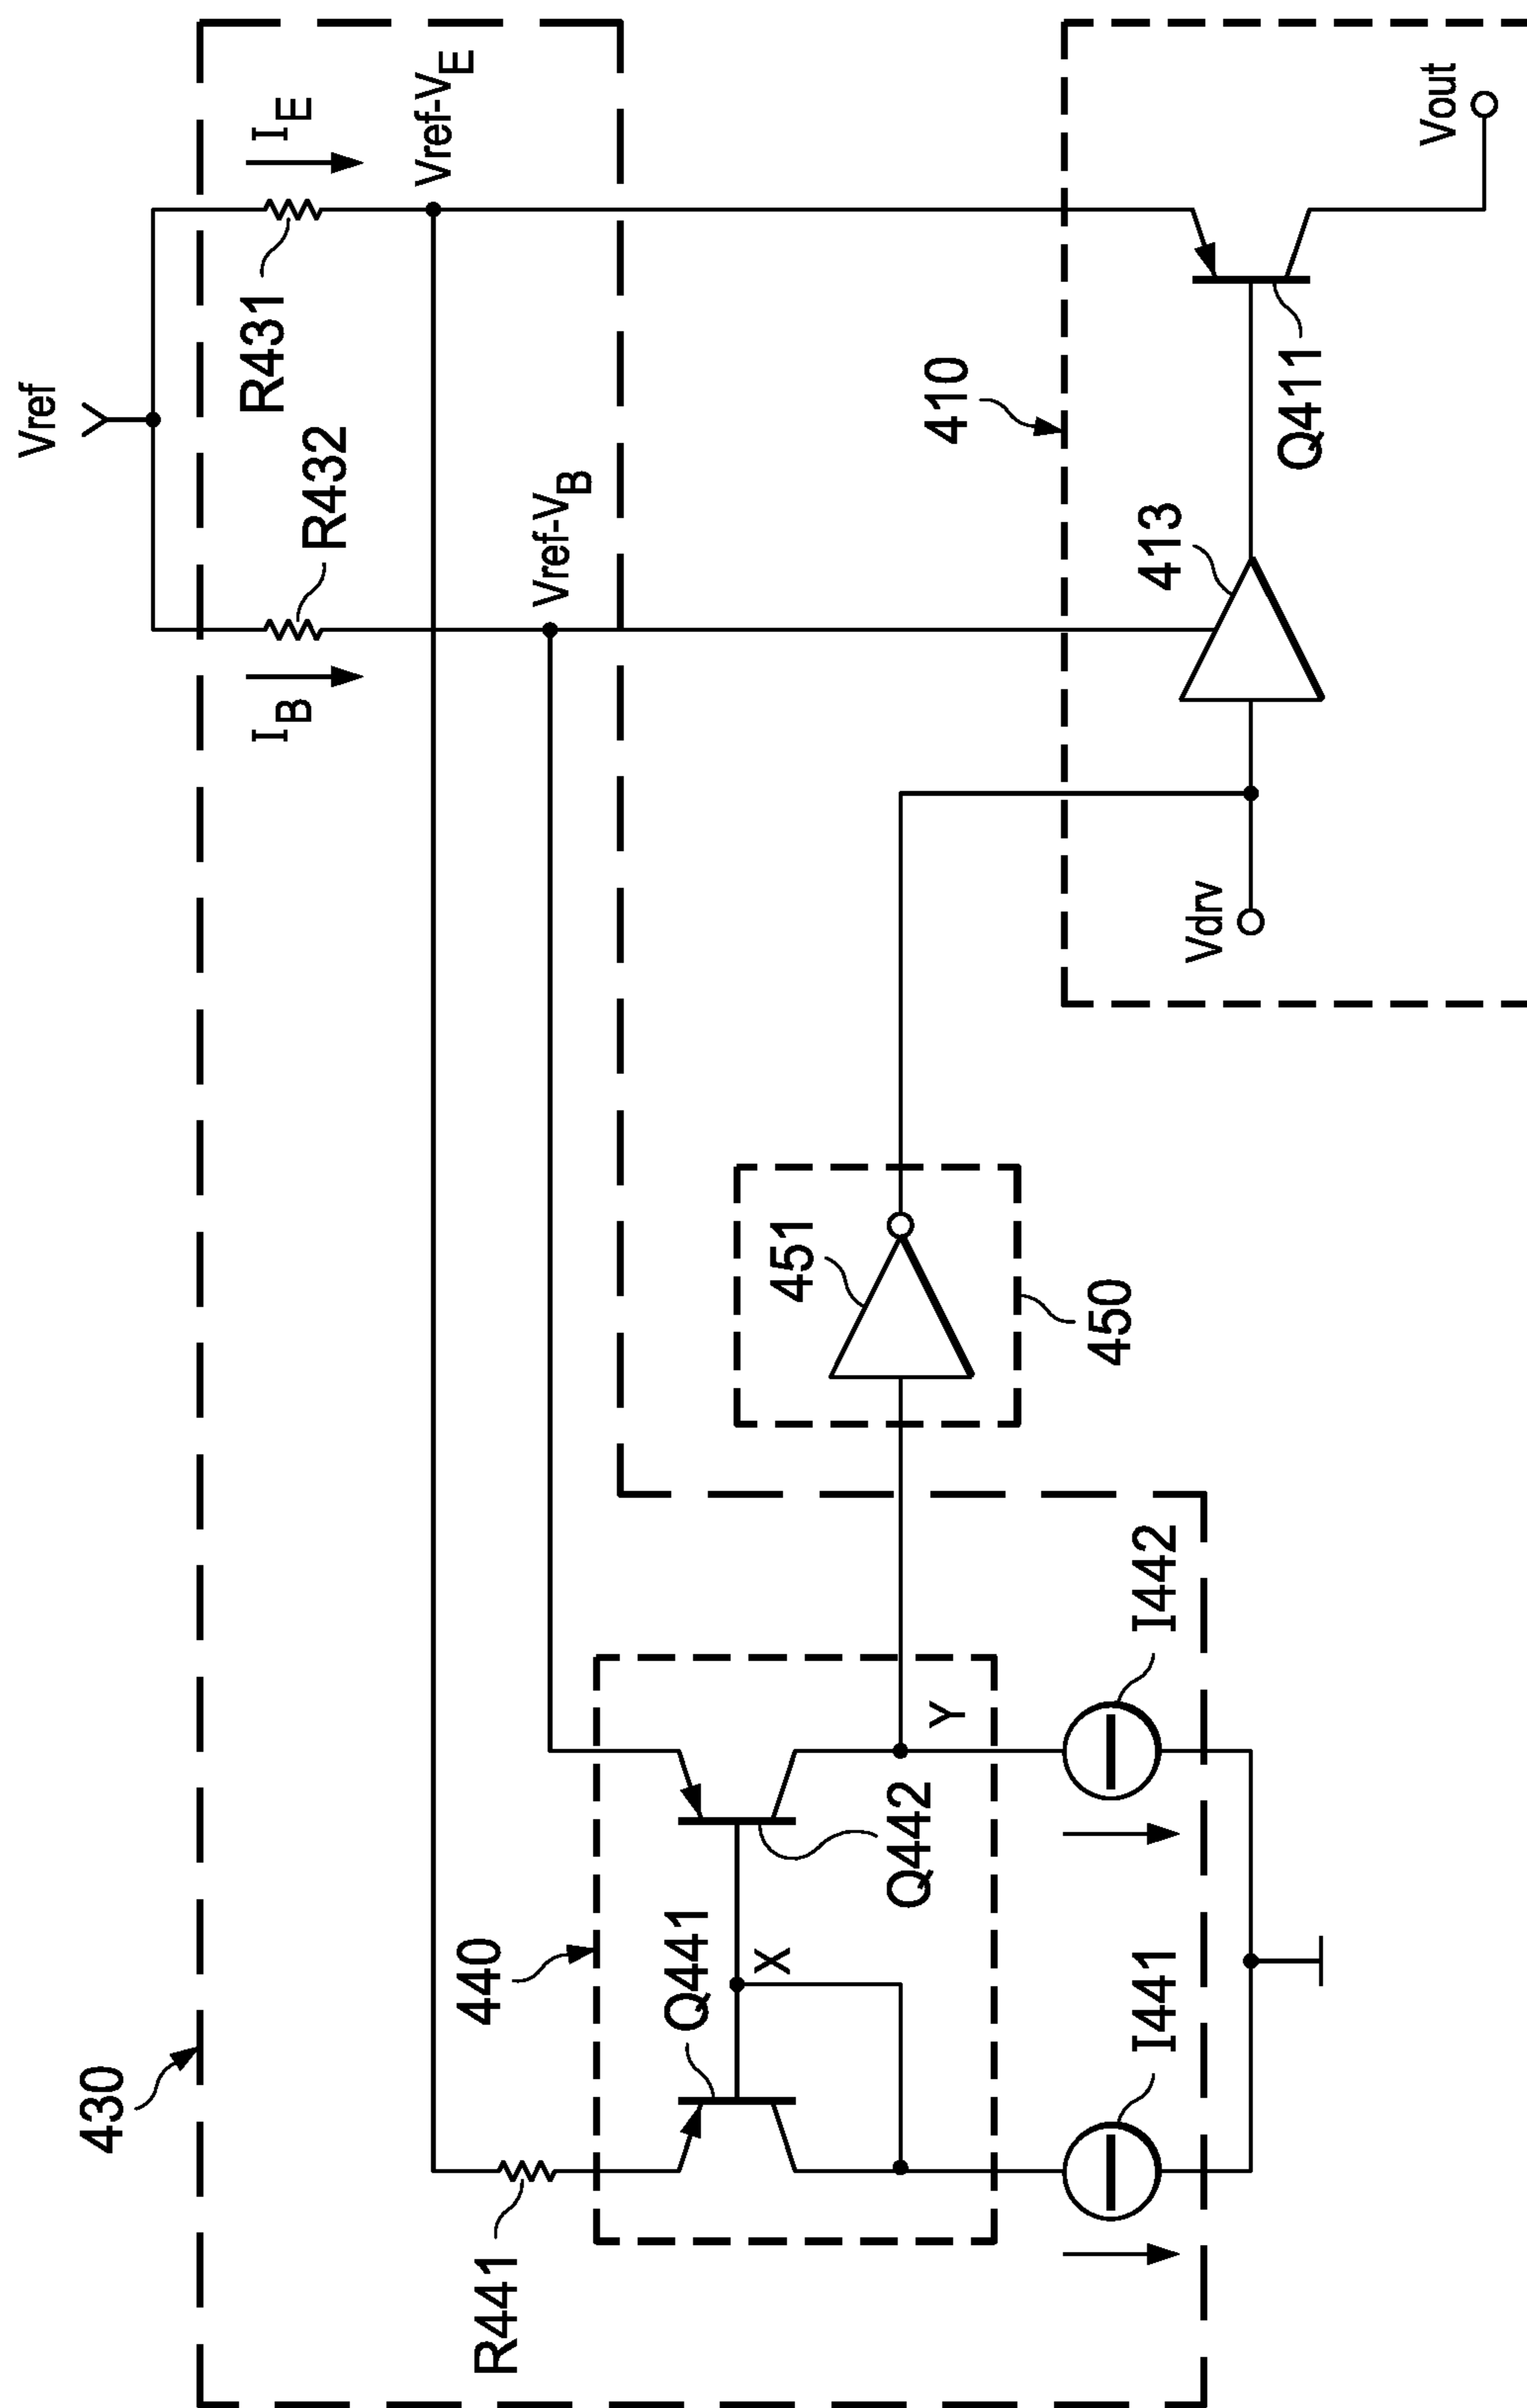 Vref
430
I_B
R432
R431
I_E
Vref-V_E
Vref-V_B
R441
440
Q441
X
Q442
Y
451
450
410
413
Q411
Vdrv
Vout
I441
I442